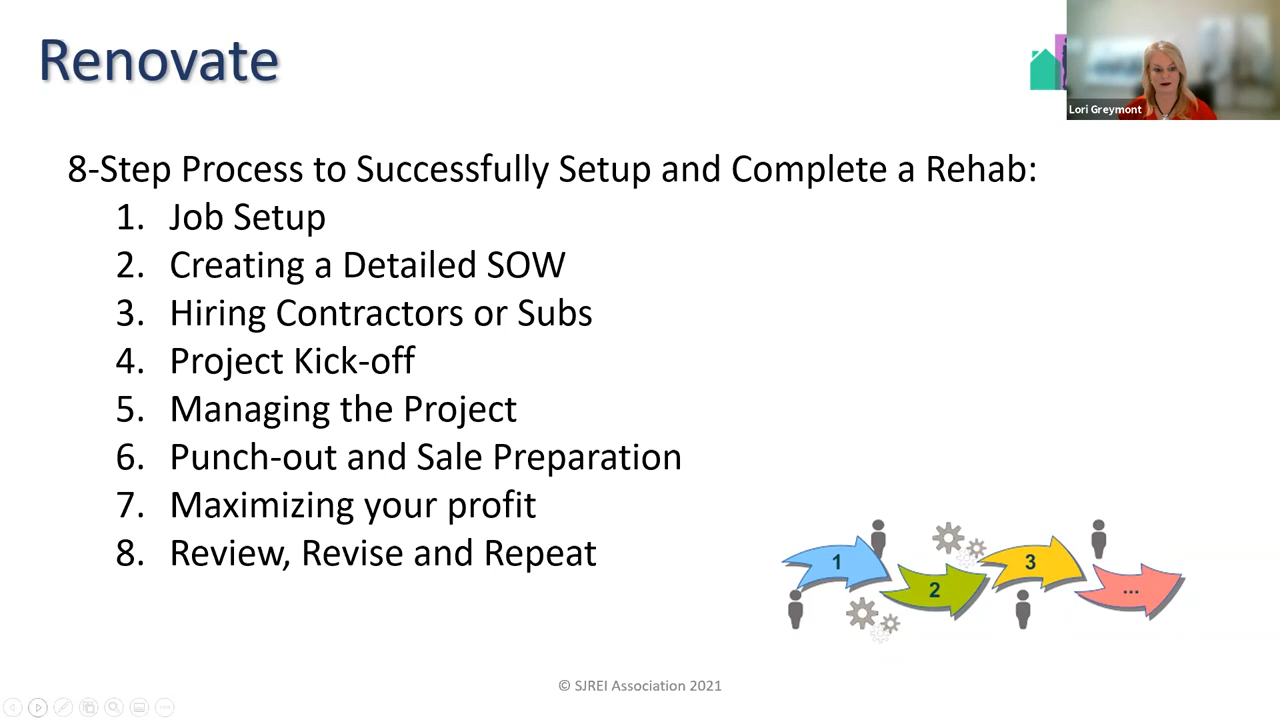 Renovate
Lori Greymont
8-Step Process to Successfully Setup and Complete a Rehab:
1. Job Setup
2. Creating a Detailed SOW
3. Hiring Contractors or Subs
4. Project Kick-off
5. Managing the Project
6. Punch-out and Sale Preparation
7. Maximizing your profit
8. Review, Revise and Repeat
1
2
3
...
© SJREI Association 2021